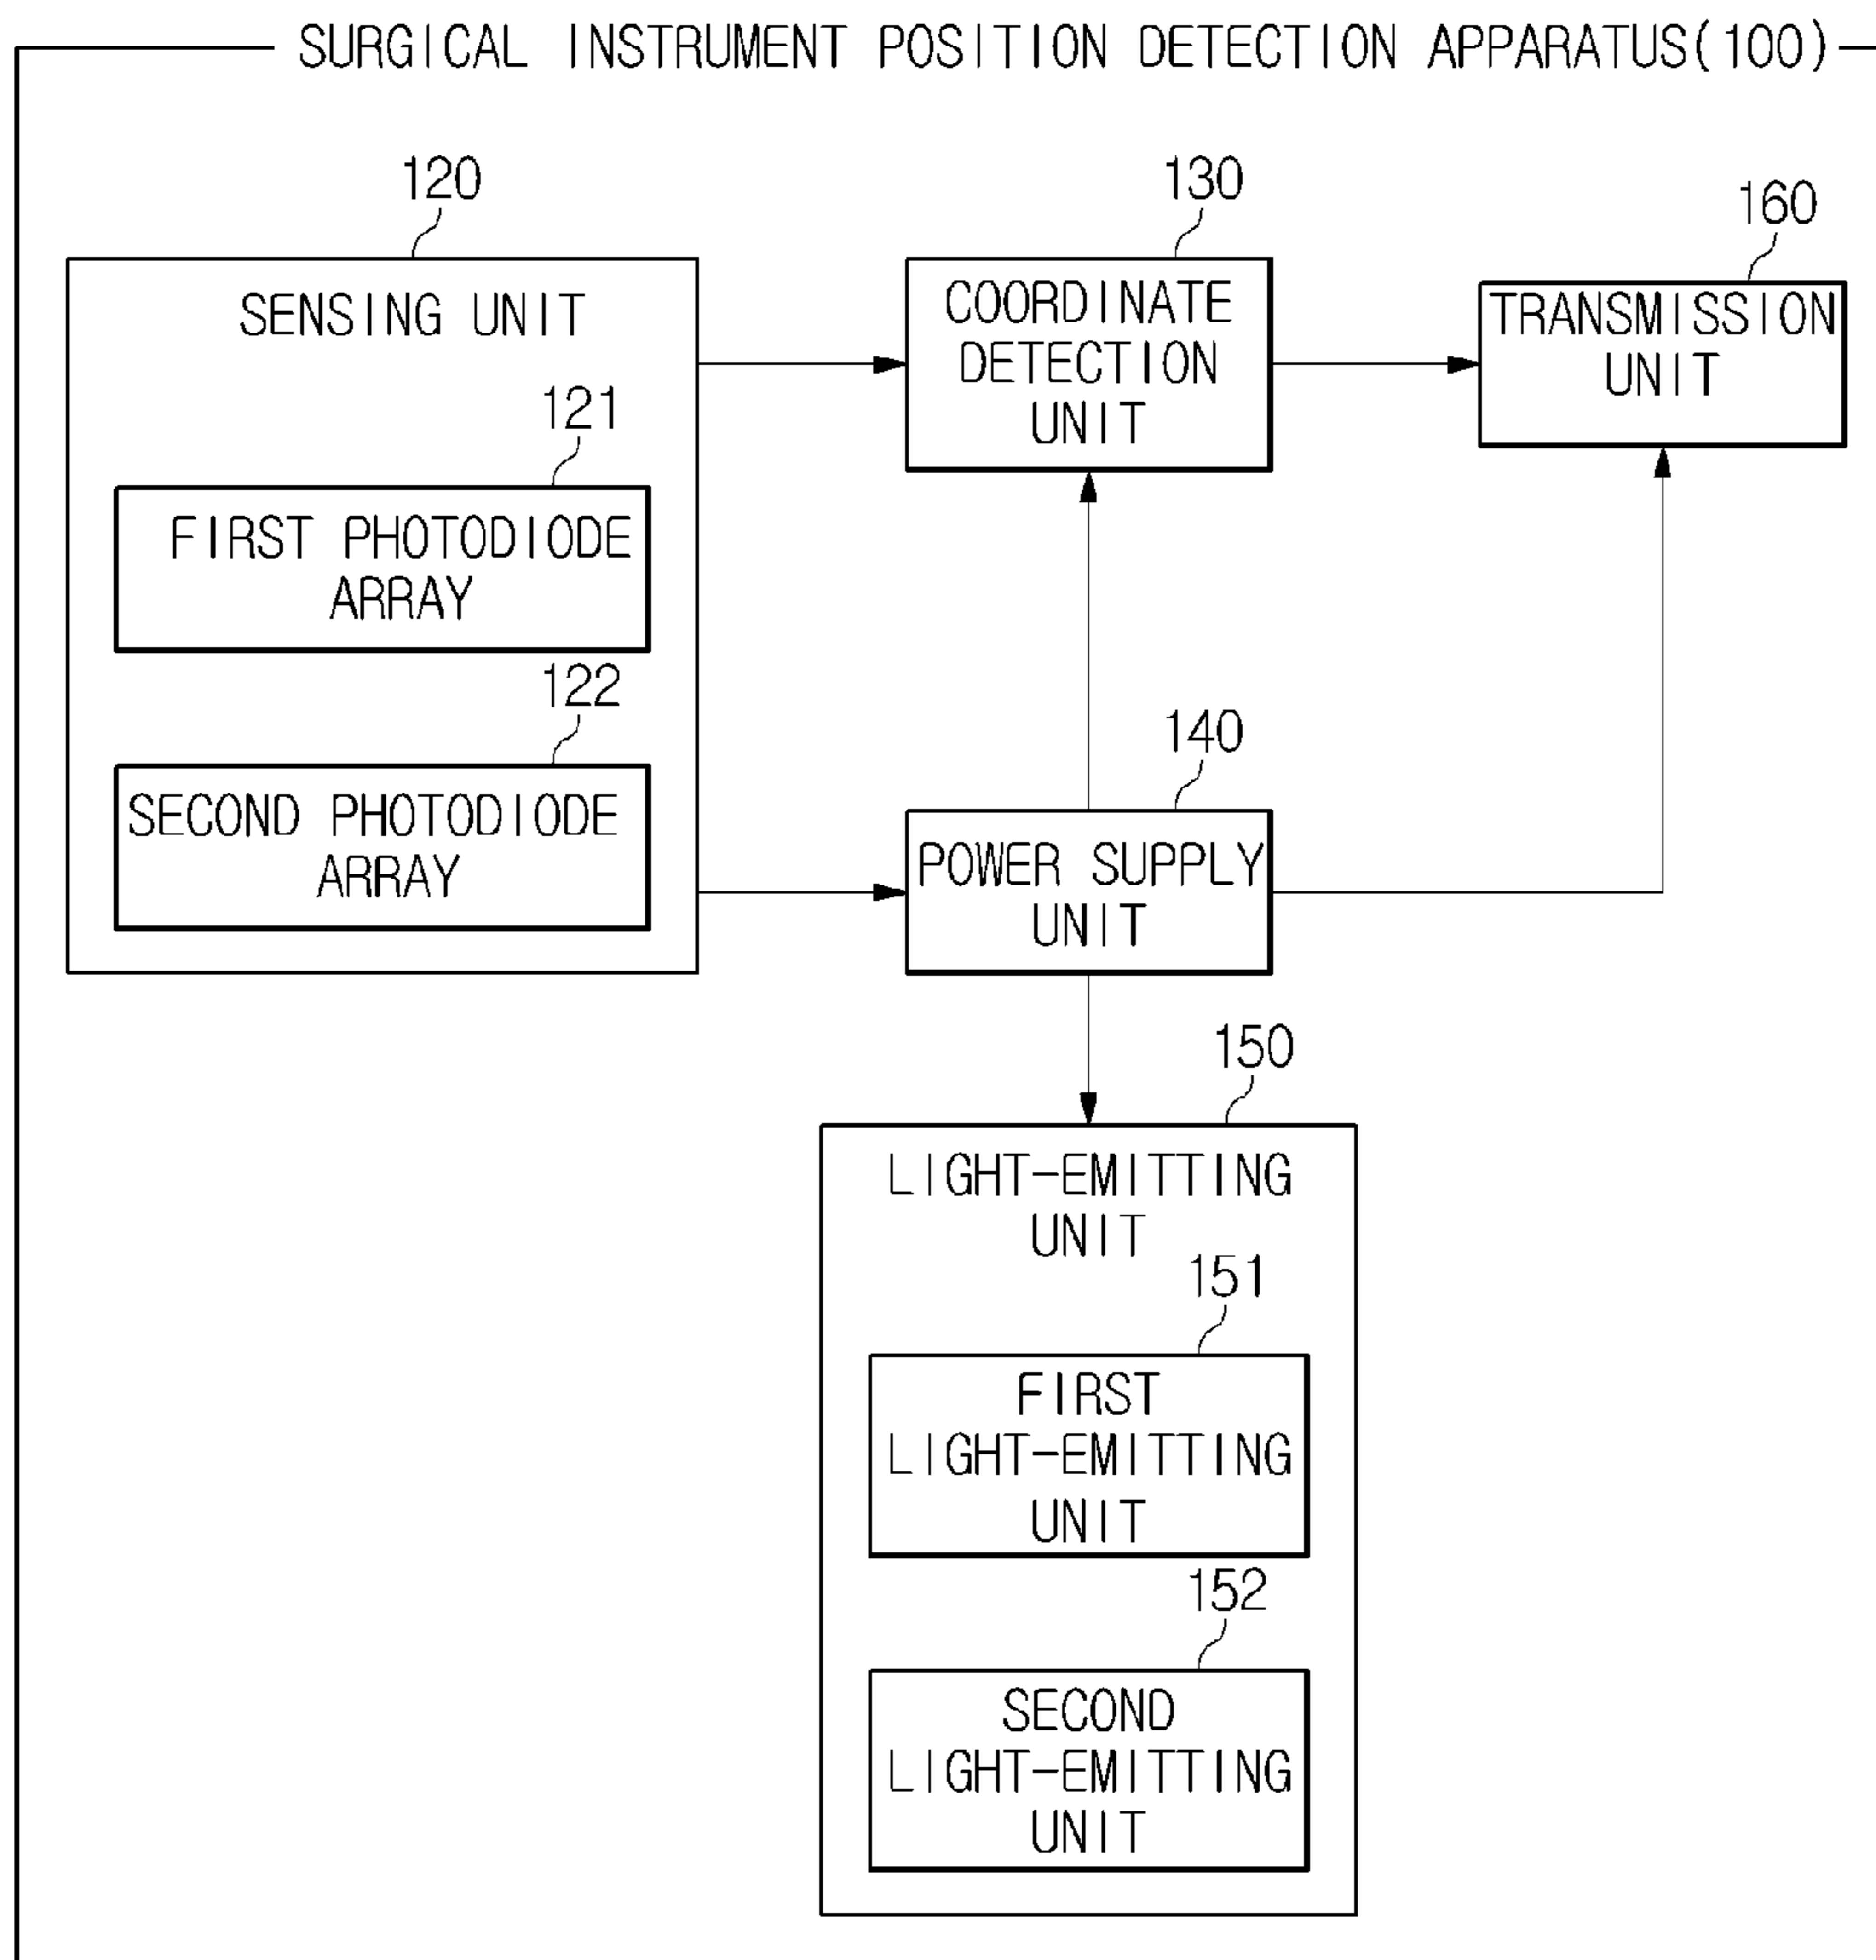 SURGICAL INSTRUMENT POSITION DETECTION APPARATUS(100)
120
SENSING UNIT
121
FIRST PHOTODIODE
ARRAY
122
SECOND PHOTODIODE
ARRAY
130
COORDINATE
DETECTION
UNIT
160
TRANSMISSION
UNIT
140
POWER SUPPLY
UNIT
150
LIGHT-EMITTING
UNIT
151
FIRST
LIGHT-EMITTING
UNIT
152
SECOND
LIGHT-EMITTING
UNIT